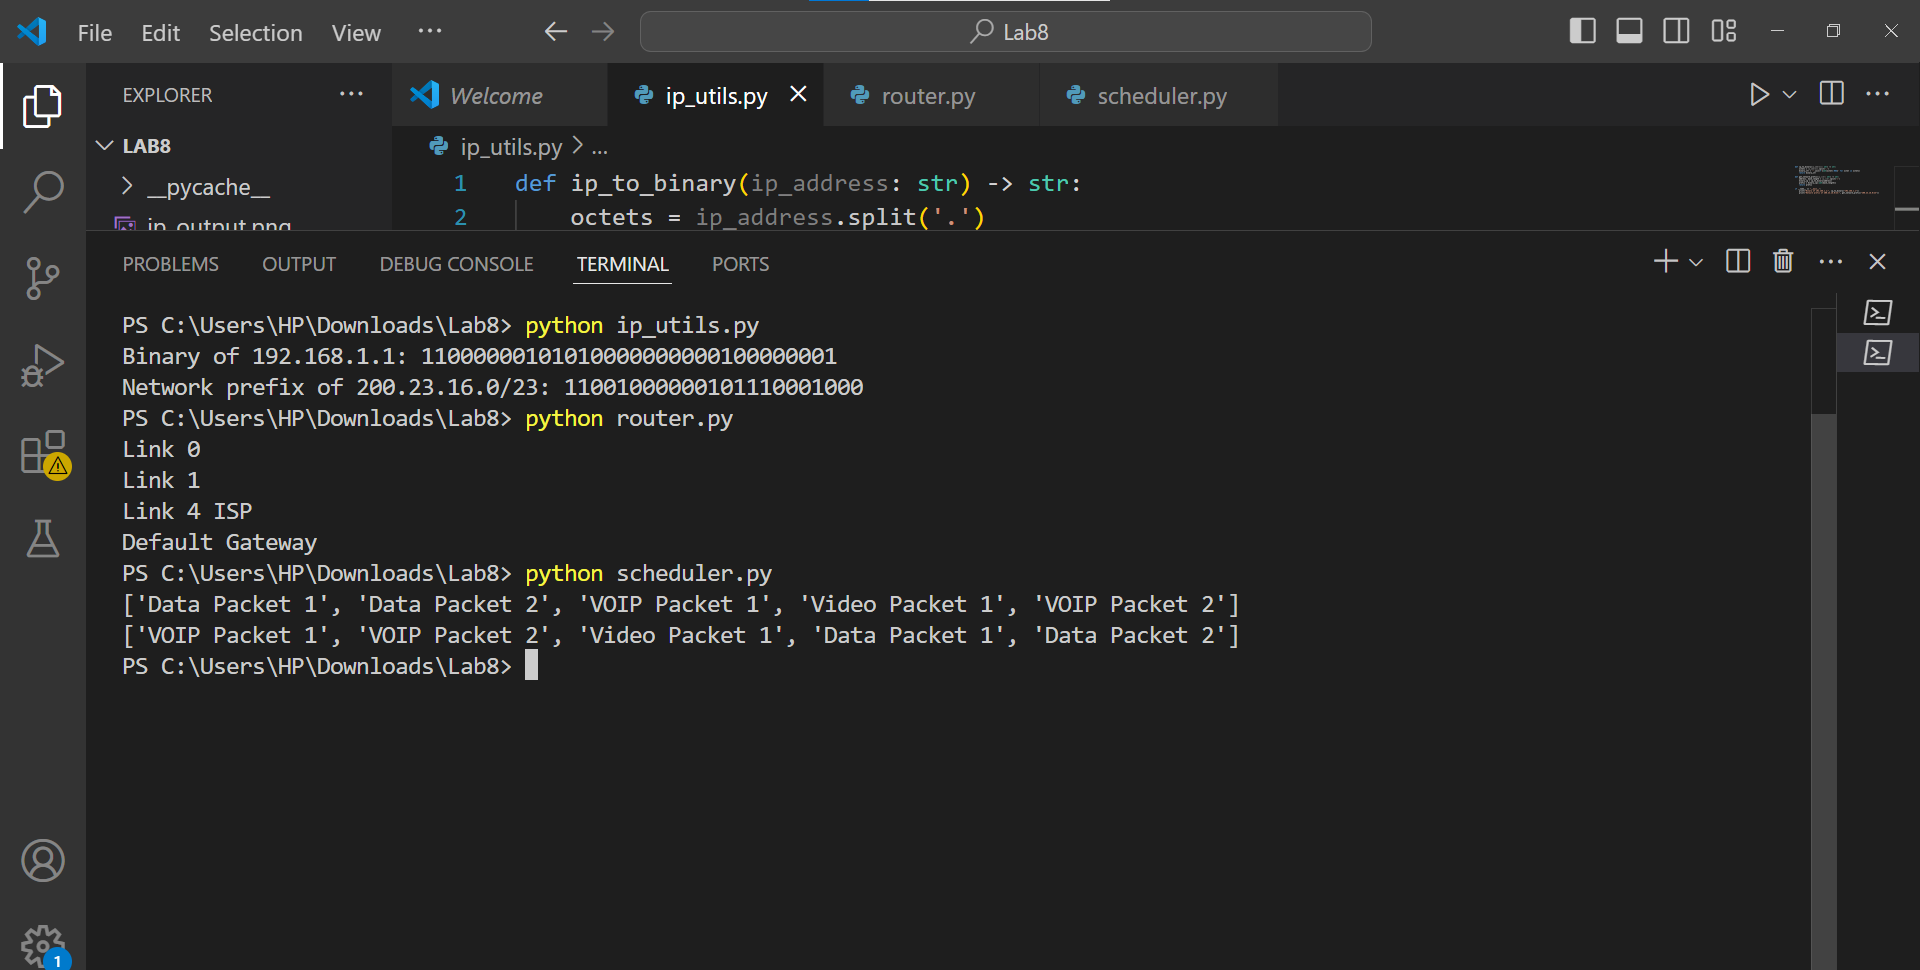 File Edit Selection View ··· Lab8
EXPLORER ···
Welcome ip_utils.py router.py scheduler.py
LAB8
ip_utils.py > ...
__pycache__
1 def ip_to_binary(ip_address: str) -> str:
ip_output.png
2 octets = ip_address.split('.')
PROBLEMS OUTPUT DEBUG CONSOLE TERMINAL PORTS
PS C:\Users\HP\Downloads\Lab8> python ip_utils.py
Binary of 192.168.1.1: 11000000101010000000000100000001
Network prefix of 200.23.16.0/23: 11001000000101110001000
PS C:\Users\HP\Downloads\Lab8> python router.py
Link 0
Link 1
Link 4 ISP
Default Gateway
PS C:\Users\HP\Downloads\Lab8> python scheduler.py
['Data Packet 1', 'Data Packet 2', 'VOIP Packet 1', 'Video Packet 1', 'VOIP Packet 2']
['VOIP Packet 1', 'VOIP Packet 2', 'Video Packet 1', 'Data Packet 1', 'Data Packet 2']
PS C:\Users\HP\Downloads\Lab8>
1